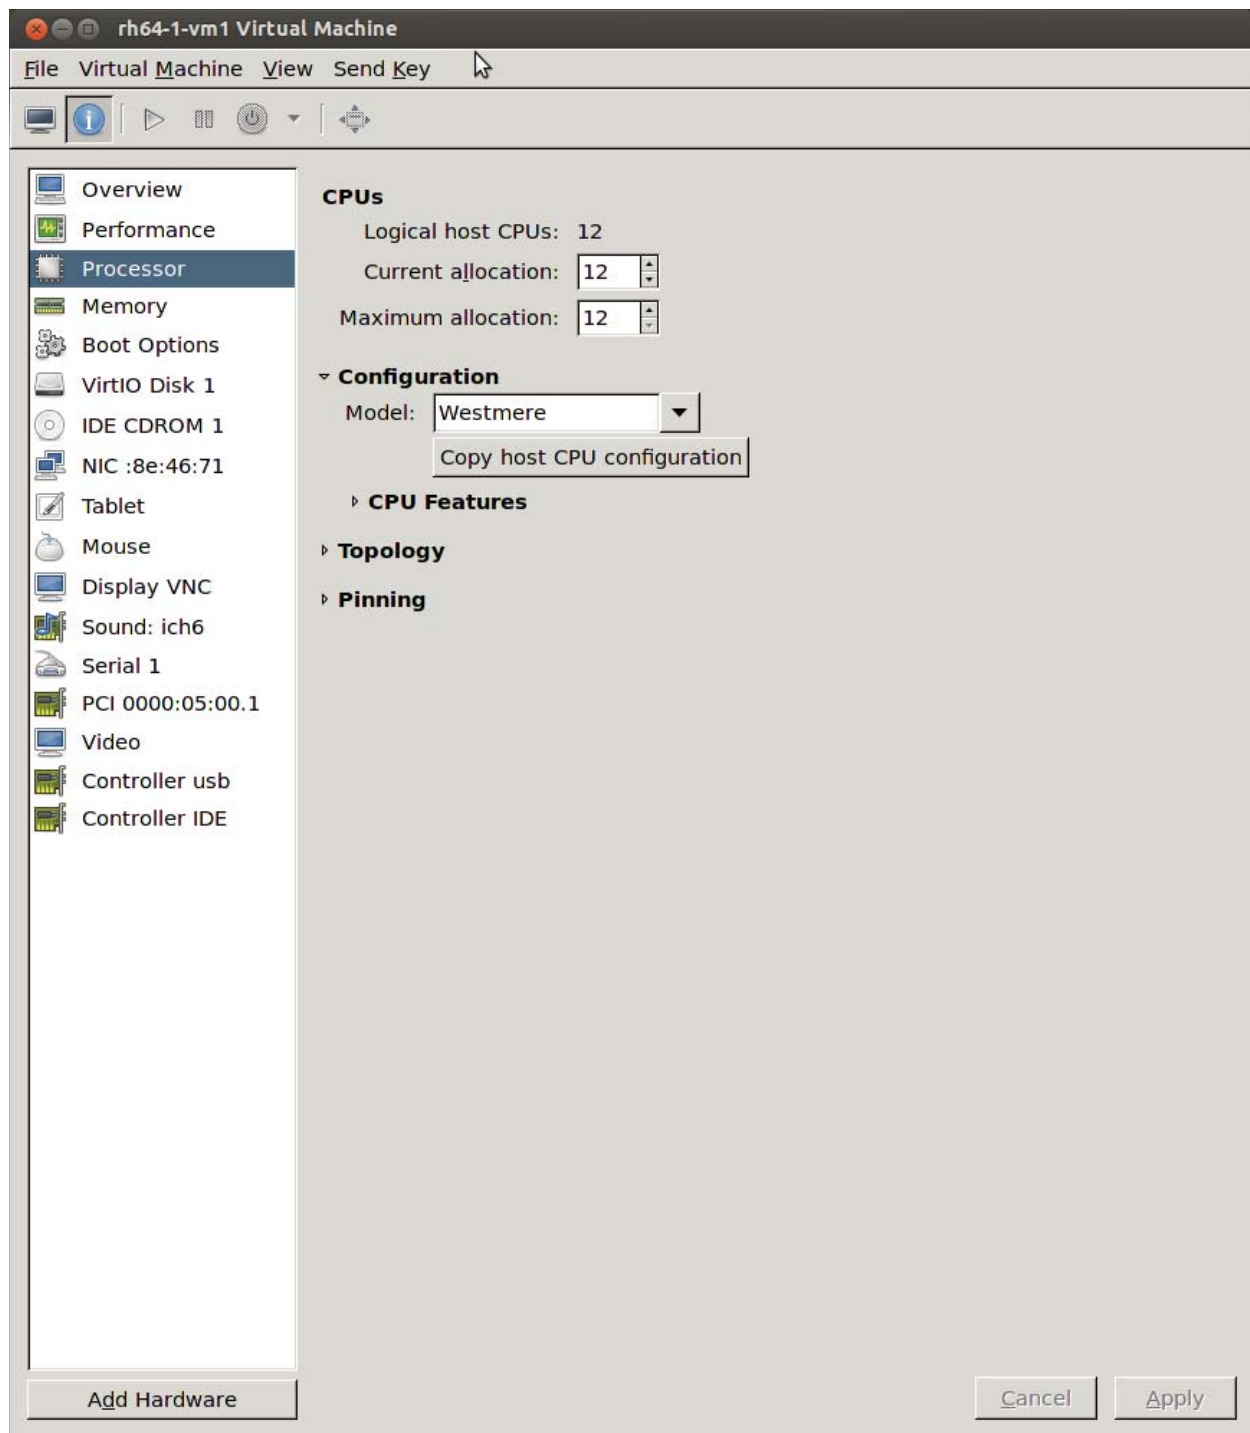 rh64-1-vm1 Virtual Machine
File Virtual Machine View Send Key
Overview
Performance
Processor
Memory
Boot Options
VirtIO Disk 1
IDE CDROM 1
NIC :8e:46:71
Tablet
Mouse
Display VNC
Sound: ich6
Serial 1
PCI 0000:05:00.1
Video
Controller usb
Controller IDE
Add Hardware
CPUs
Logical host CPUs: 12
Current allocation: 12
Maximum allocation: 12
Configuration
Model: Westmere
Copy host CPU configuration
CPU Features
Topology
Pinning
Cancel Apply